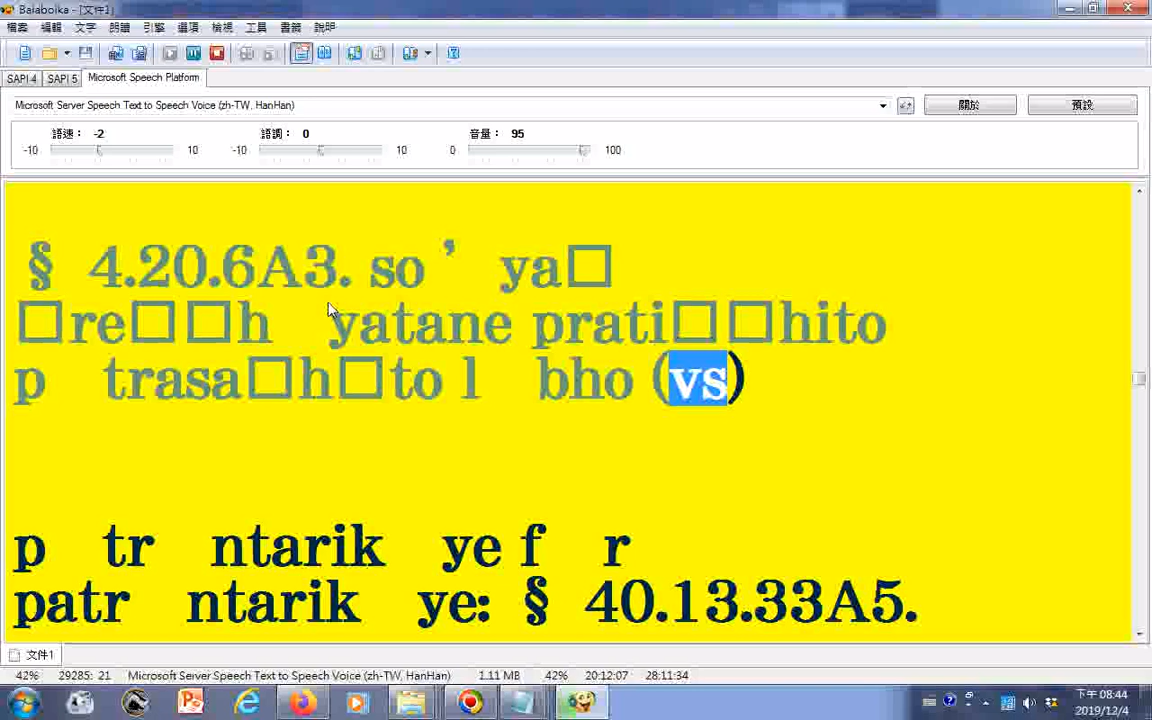 Balabolka - [文件1]
檔案 編輯 文字 朗讀 引擎 選項 檢視 工具 書籤 說明
SAPI 4 SAPI 5 Microsoft Speech Platform
Microsoft Server Speech Text to Speech Voice (zh-TW, HanHan)
關於 預設
語速： -2 語調： 0 音量： 95
-10 10 -10 10 0 100
§ 4.20.6A3. so ’ ya□
□re□□h yatane prati□□hito
p trasa□h□to l bho (vs)
p tr ntarik ye f r
patr ntarik ye: § 40.13.33A5.
文件1
42% 29285: 21 Microsoft Server Speech Text to Speech Voice (zh-TW, HanHan) 1.11 MB 42% 20:12:07 28:11:34
下午 08:44
2019/12/4